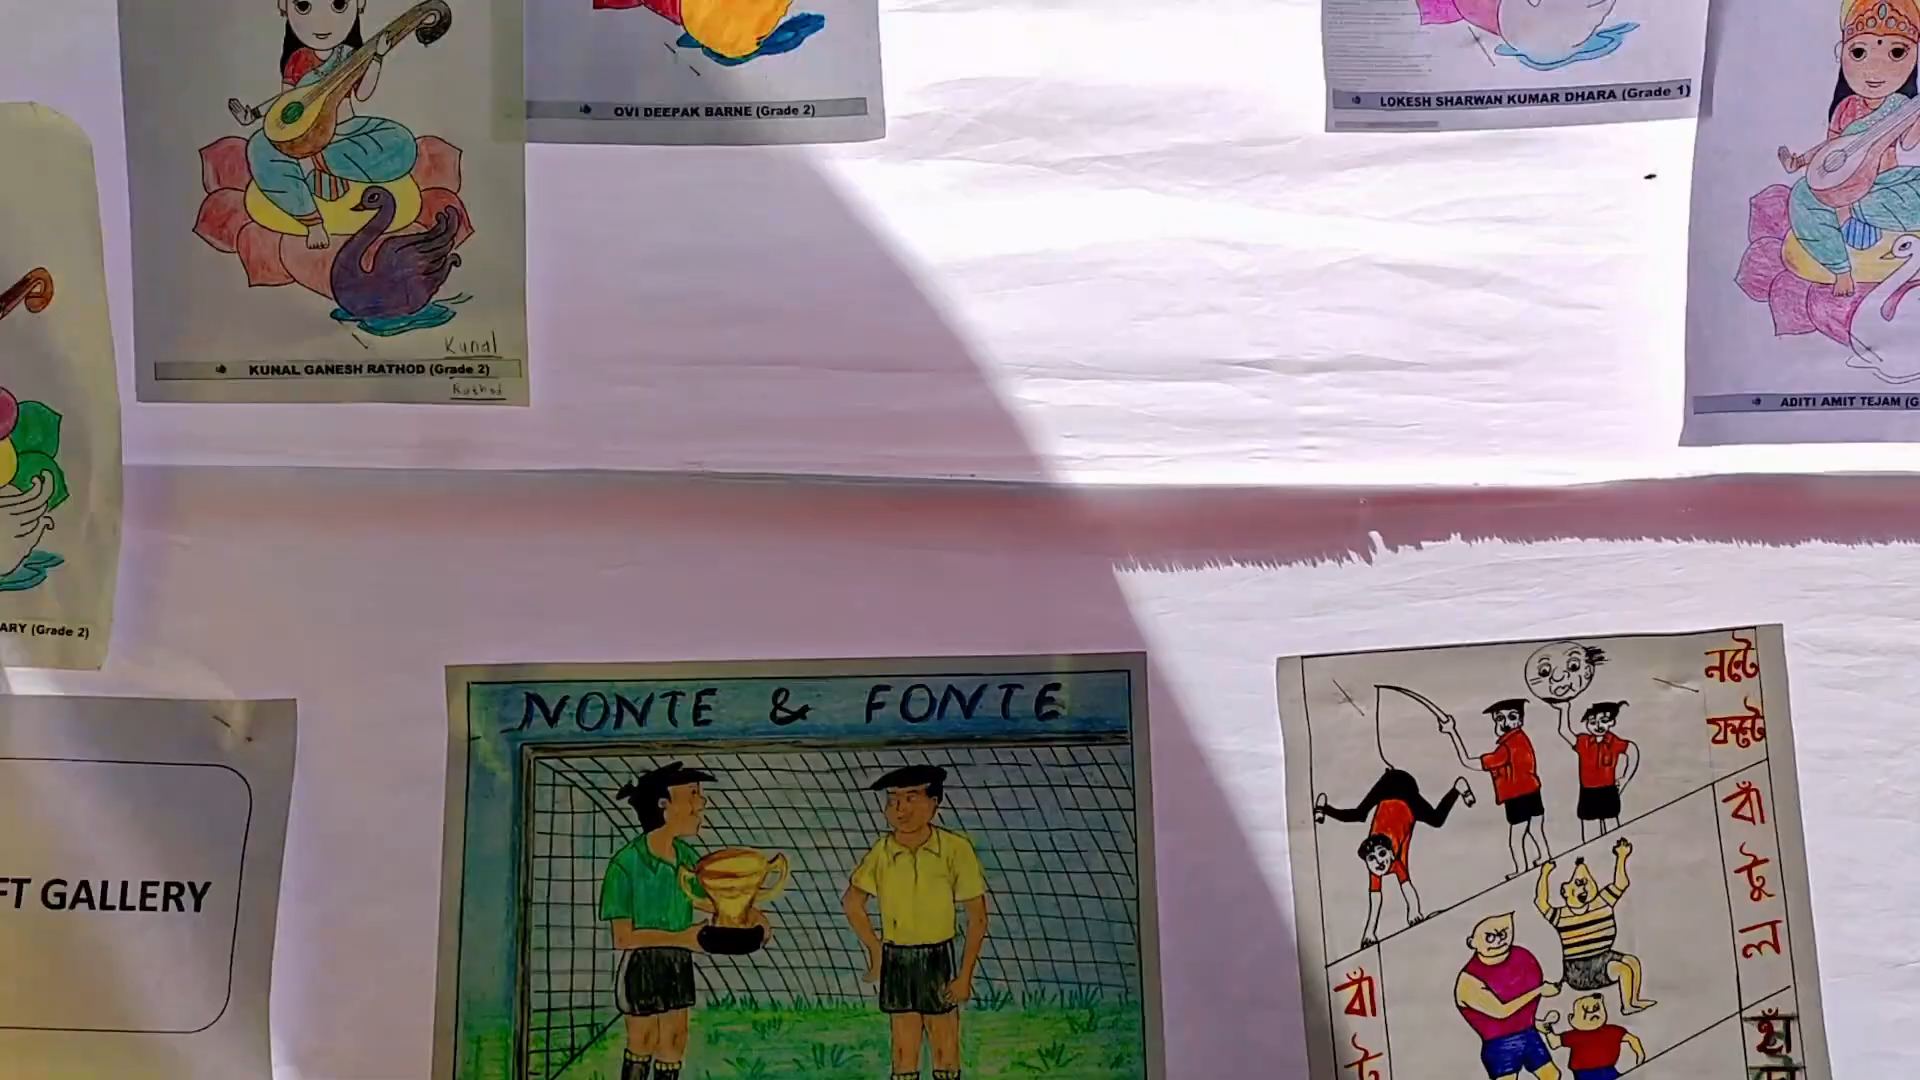 OVI DEEPAK BARNE (Grade 2)
LOKESH SHARWAN KUMAR DHARA (Grade 1)
Kunal
KUNAL GANESH RATHOD (Grade 2)
Rathod
ADITI AMIT TEJAM (G
ARY (Grade 2)
FT GALLERY
NONTE & FONTE
নন্টে
ফন্টে
বাঁ
টু
ল
বাঁ
টু
হাঁ